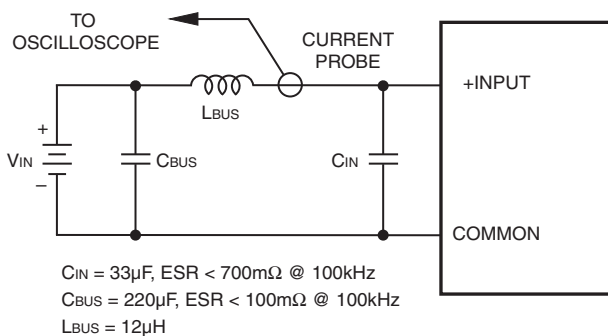 TO
OSCILLOSCOPE
CURRENT
PROBE
+INPUT
LBUS
+
VIN
–
CBUS
CIN
COMMON
CIN = 33µF, ESR < 700mΩ @ 100kHz
CBUS = 220µF, ESR < 100mΩ @ 100kHz
LBUS = 12µH